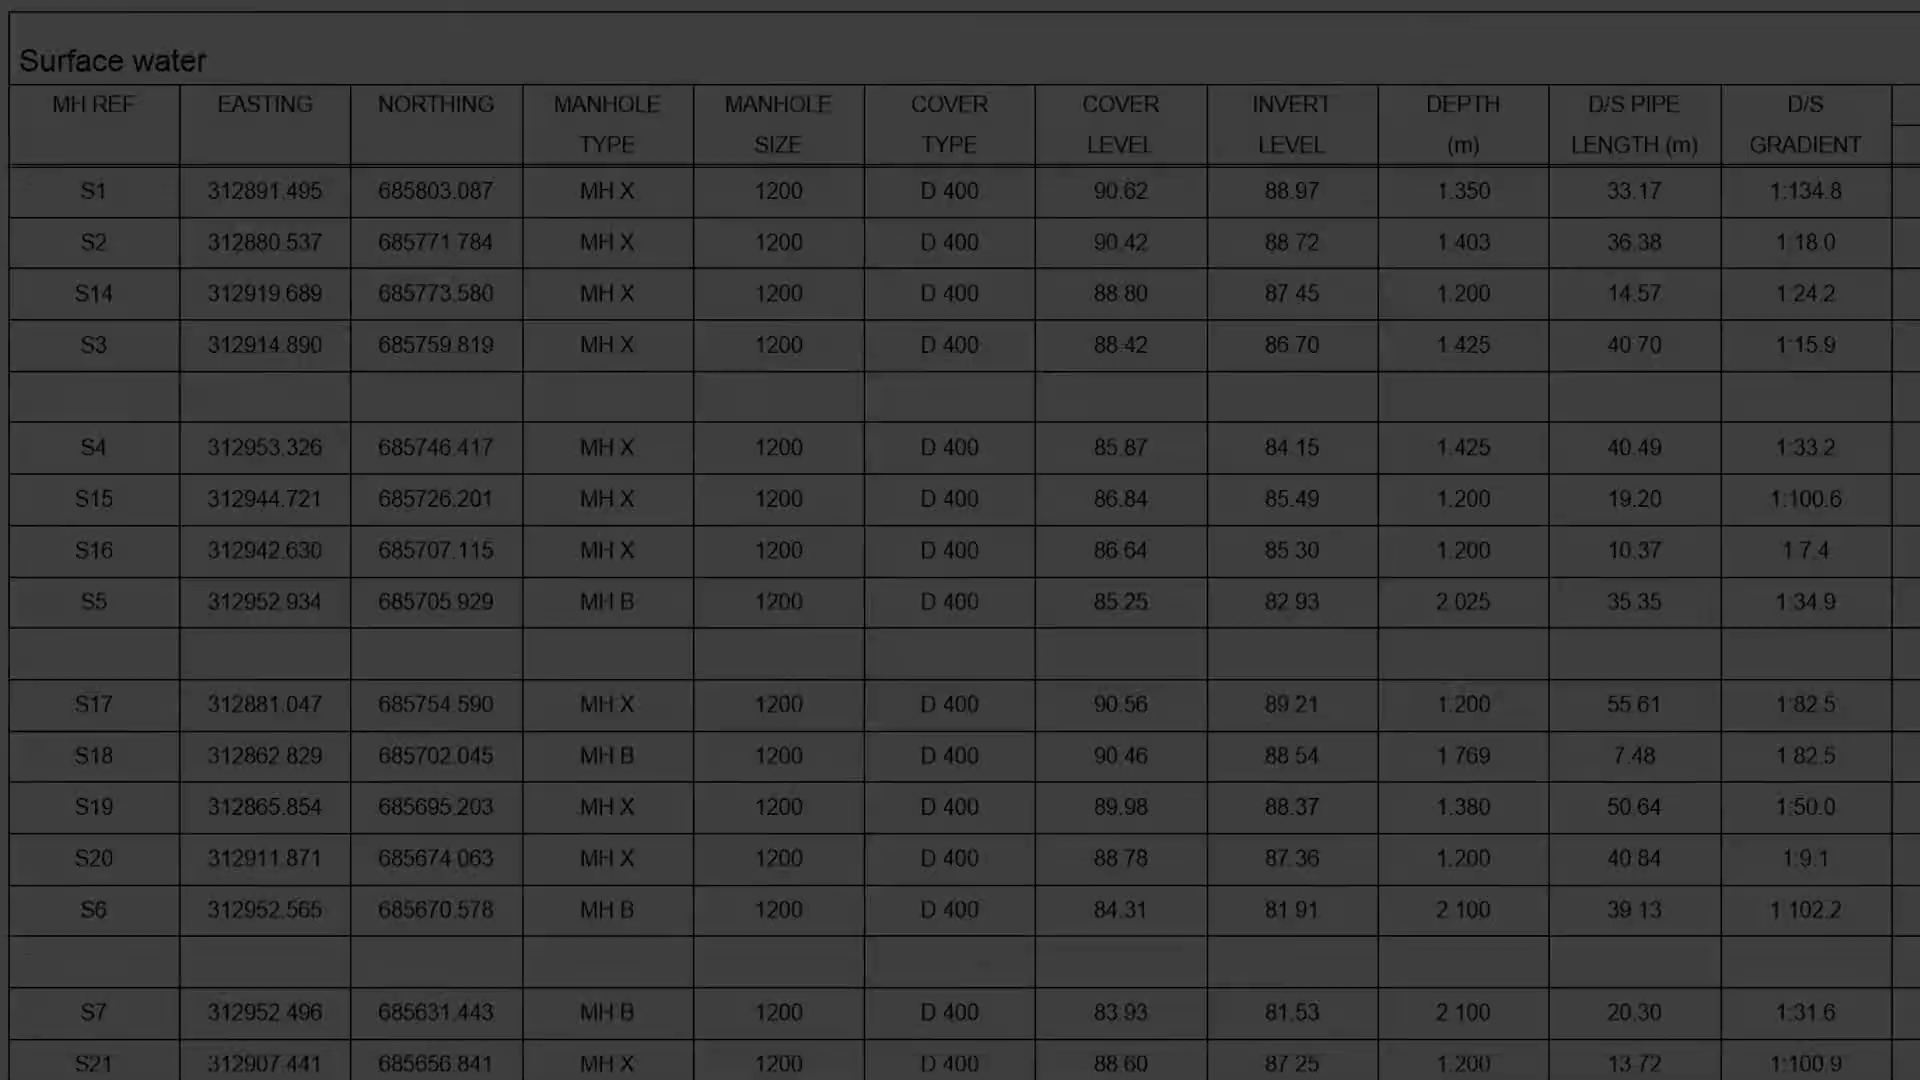 Surface water
MH REF EASTING NORTHING MANHOLE TYPE MANHOLE SIZE COVER TYPE COVER LEVEL INVERT LEVEL DEPTH (m) D/S PIPE LENGTH (m) D/S GRADIENT
S1 312891.495 685803.087 MH X 1200 D 400 90.62 88.97 1.350 33.17 1:134.8
S2 312880.537 685771.784 MH X 1200 D 400 90.42 88.72 1.403 36.38 1:18.0
S14 312919.689 685773.580 MH X 1200 D 400 88.80 87.45 1.200 14.57 1:24.2
S3 312914.890 685759.819 MH X 1200 D 400 88.42 86.70 1.425 40.70 1:15.9
S4 312953.326 685746.417 MH X 1200 D 400 85.87 84.15 1.425 40.49 1:33.2
S15 312944.721 685726.201 MH X 1200 D 400 86.84 85.49 1.200 19.20 1:100.6
S16 312942.630 685707.115 MH X 1200 D 400 86.64 85.30 1.200 10.37 1:7.4
S5 312952.934 685705.929 MH B 1200 D 400 85.25 82.93 2.025 35.35 1:34.9
S17 312881.047 685754.590 MH X 1200 D 400 90.56 89.21 1.200 55.61 1:82.5
S18 312862.829 685702.045 MH B 1200 D 400 90.46 88.54 1.769 7.48 1:82.5
S19 312865.854 685695.203 MH X 1200 D 400 89.98 88.37 1.380 50.64 1:50.0
S20 312911.871 685674.063 MH X 1200 D 400 88.78 87.36 1.200 40.84 1:9.1
S6 312952.565 685670.578 MH B 1200 D 400 84.31 81.91 2.100 39.13 1:102.2
S7 312952.496 685631.443 MH B 1200 D 400 83.93 81.53 2.100 20.30 1:31.6
S21 312907.441 685656.841 MH X 1200 D 400 88.60 87.25 1.200 13.72 1:100.9